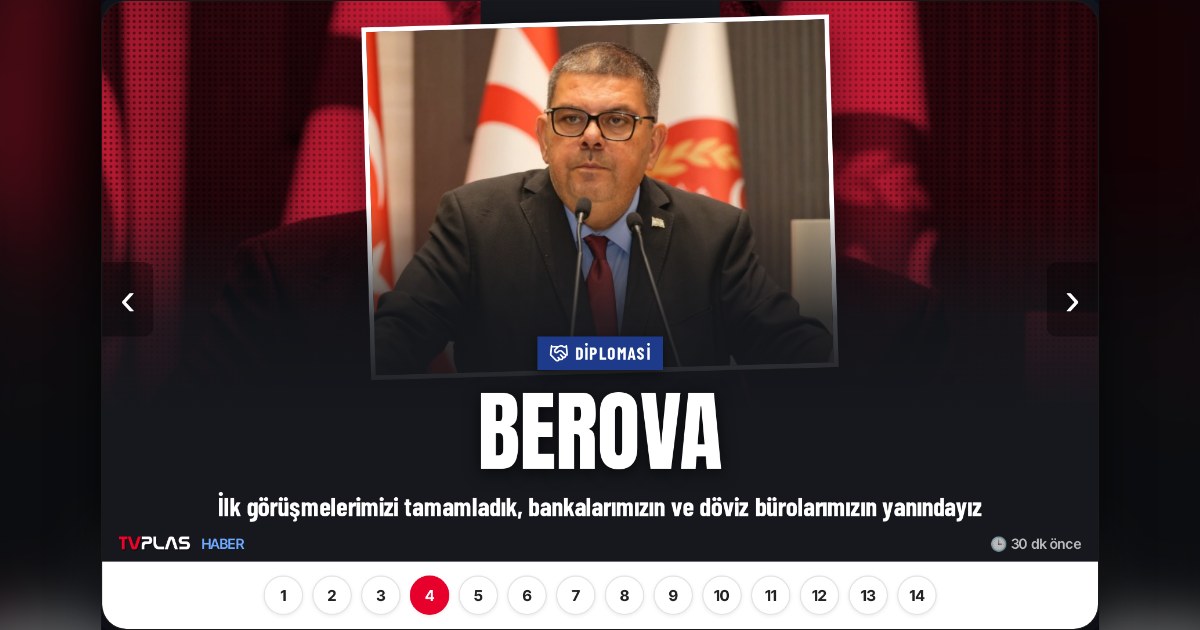 DİPLOMASİ
BEROVA
İlk görüşmelerimizi tamamladık, bankalarımızın ve döviz bürolarımızın yanındayız
TVPLAS HABER
30 dk önce
1 2 3 4 5 6 7 8 9 10 11 12 13 14